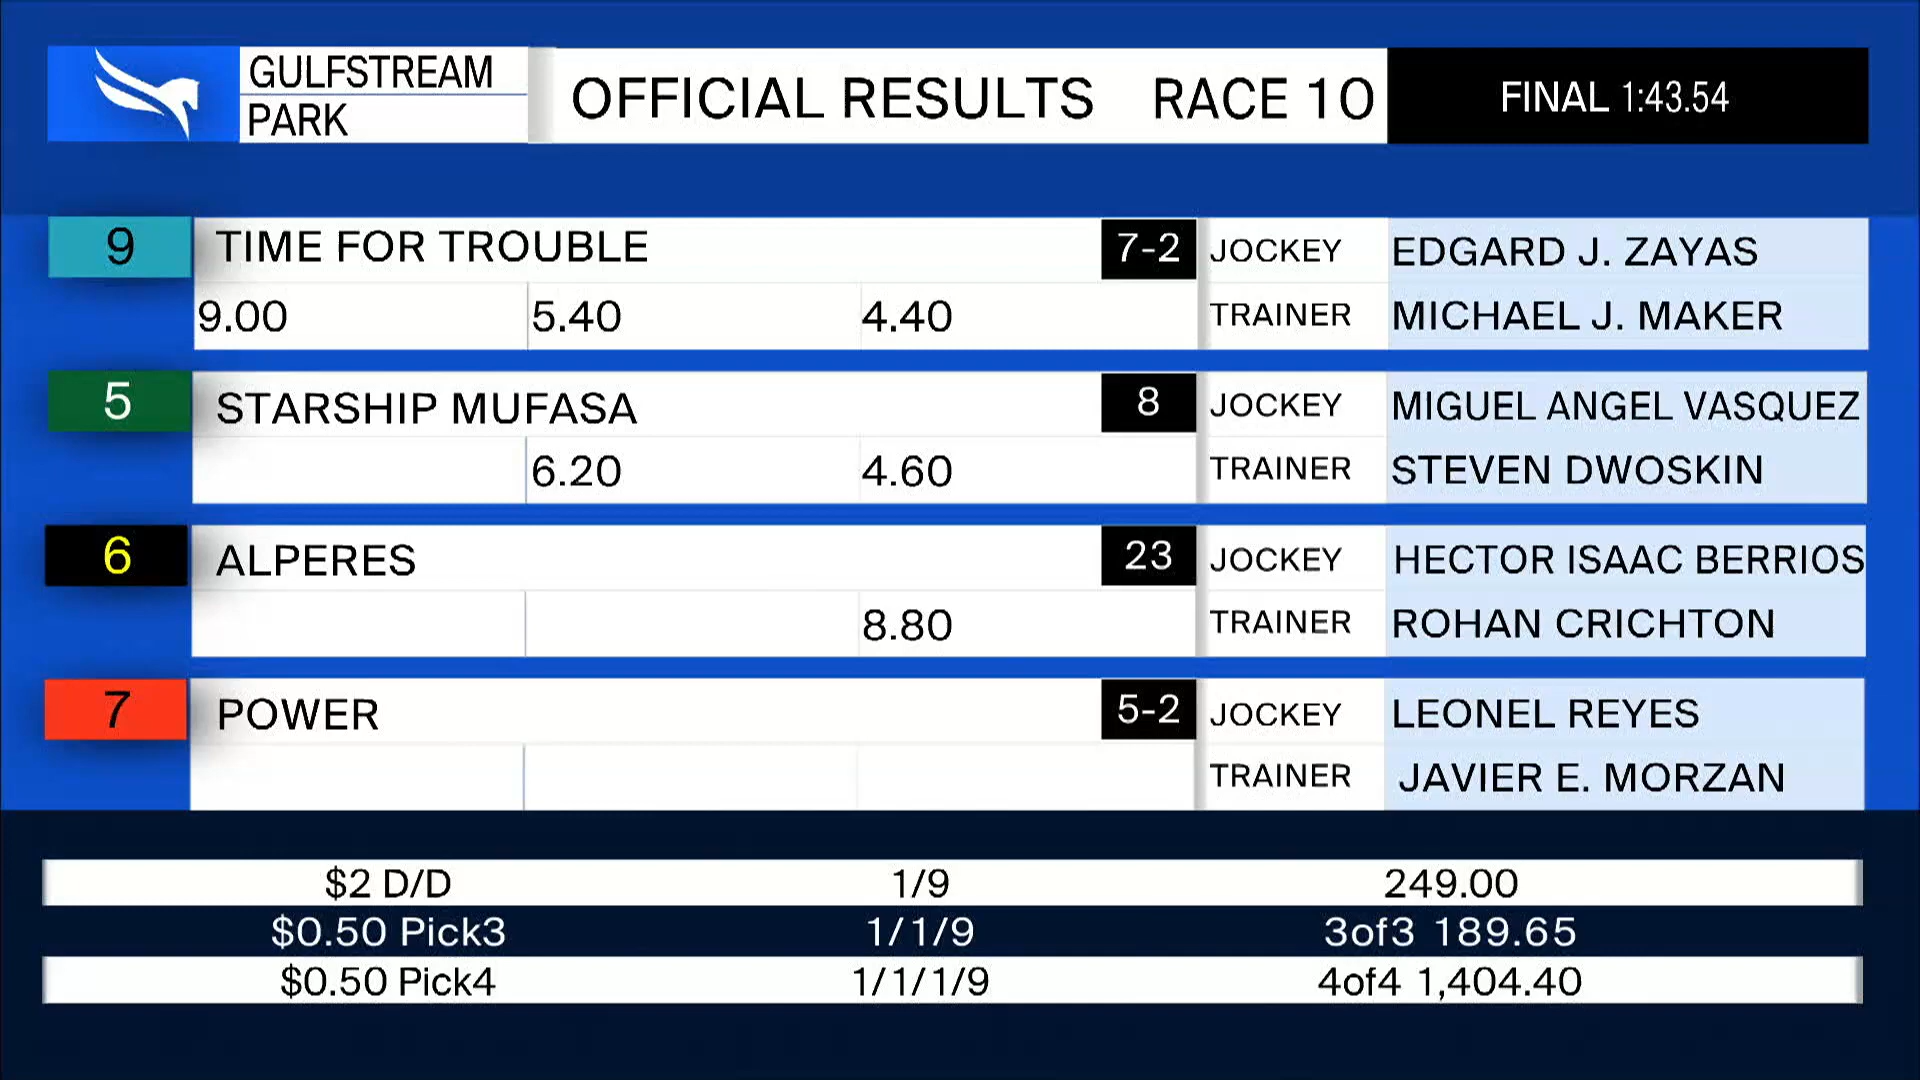 GULFSTREAM
PARK
OFFICIAL RESULTS RACE 10
FINAL 1:43.54
9 TIME FOR TROUBLE 7-2 JOCKEY EDGARD J. ZAYAS
9.00 5.40 4.40 TRAINER MICHAEL J. MAKER
5 STARSHIP MUFASA 8 JOCKEY MIGUEL ANGEL VASQUEZ
6.20 4.60 TRAINER STEVEN DWOSKIN
6 ALPERES 23 JOCKEY HECTOR ISAAC BERRIOS
8.80 TRAINER ROHAN CRICHTON
7 POWER 5-2 JOCKEY LEONEL REYES
TRAINER JAVIER E. MORZAN
$2 D/D 1/9 249.00
$0.50 Pick3 1/1/9 3of3 189.65
$0.50 Pick4 1/1/1/9 4of4 1,404.40